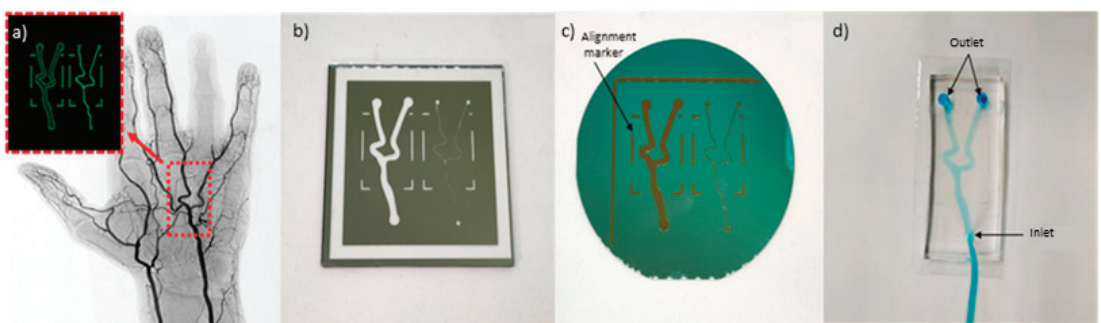 a)
b)
c)
Alignment
marker
d)
Outlet
Inlet